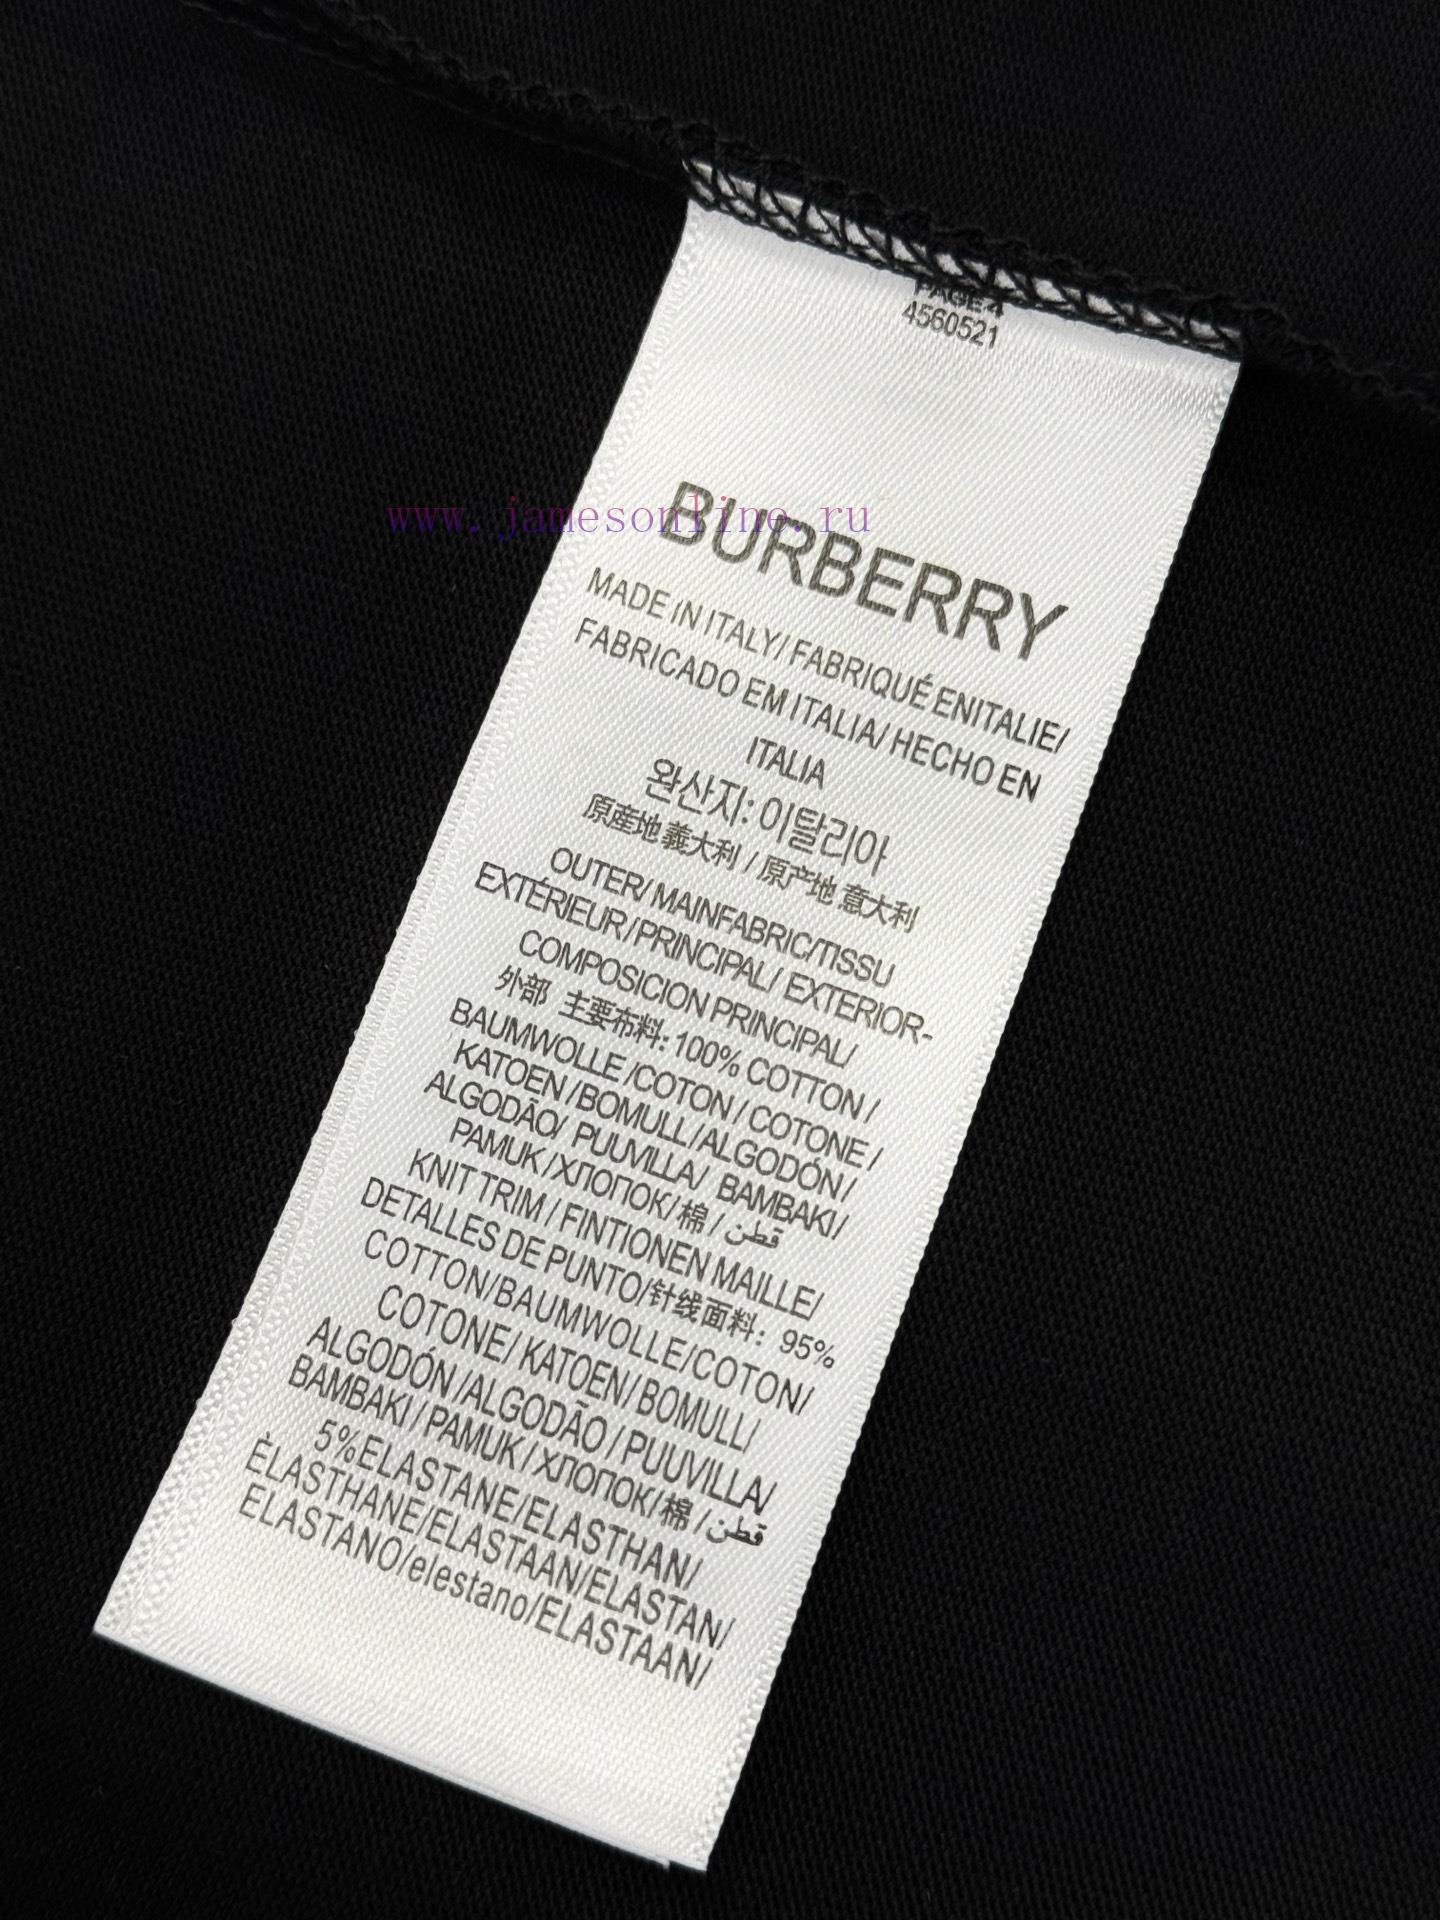 PAGE 4
4560521
www.jamesonline.ru
BURBERRY
MADE IN ITALY/ FABRIQUÉ ENITALIE/
FABRICADO EM ITALIA/ HECHO EN
ITALIA
완산지: 이탈리아
原産地 義大利 / 原产地 意大利
OUTER/ MAINFABRIC/TISSU
EXTÉRIEUR/PRINCIPAL/ EXTERIOR-
COMPOSICION PRINCIPAL/
外部 主要布料: 100% COTTON /
BAUMWOLLE /COTON / COTONE /
KATOEN /BOMULL/ALGODÓN /
ALGODÃO/ PUUVILLA/ BAMBAKI/
PAMUK /ХЛОПОК/ 棉 / قطن
KNIT TRIM / FINTIONEN MAILLE/
DETALLES DE PUNTO/针线面料: 95%
COTTON/BAUMWOLLE/COTON/
COTONE/ KATOEN/ BOMULL/
ALGODÓN /ALGODÃO / PUUVILLA/
BAMBAKI / PAMUK / ХЛОПОК/ 棉 / قطن
5%ELASTANE/ELASTHAN/
ÈLASTHANE/ELASTAAN/ELASTAN/
ELASTANO/elestano/ELASTAAN/